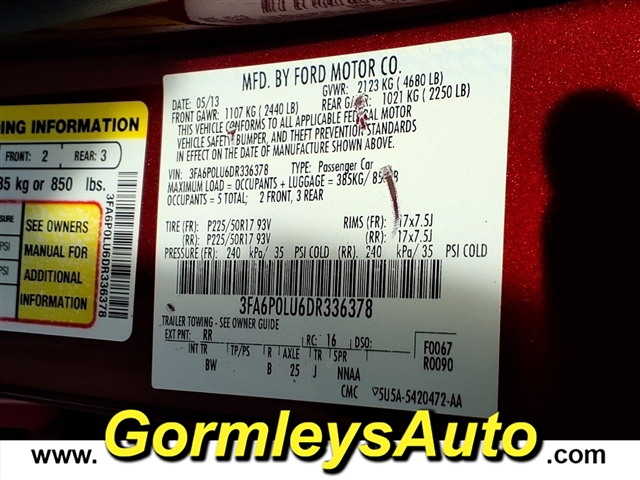 DING INFORMATION
FRONT: 2 REAR: 3
85 kg or 850 lbs.
SEE OWNERS
MANUAL FOR
ADDITIONAL
INFORMATION
PSI
PSI
3FA6P0LU6DR336378
MFD. BY FORD MOTOR CO.
DATE: 05/13 GVWR: 2123 KG ( 4680 LB)
FRONT GAWR: 1107 KG ( 2440 LB) REAR GAWR: 1021 KG ( 2250 LB)
THIS VEHICLE CONFORMS TO ALL APPLICABLE FEDERAL MOTOR
VEHICLE SAFETY, BUMPER, AND THEFT PREVENTION STANDARDS
IN EFFECT ON THE DATE OF MANUFACTURE SHOWN ABOVE.
VIN: 3FA6P0LU6DR336378 TYPE: Passenger Car
MAXIMUM LOAD = OCCUPANTS + LUGGAGE = 385KG/ 850LB
OCCUPANTS = 5 TOTAL; 2 FRONT, 3 REAR
TIRE (FR): P225/50R17 93V RIMS (FR): 17x7.5J
(RR): P225/50R17 93V (RR): 17x7.5J
PRESSURE (FR): 240 kPa/ 35 PSI COLD (RR): 240 kPa/ 35 PSI COLD
3FA6P0LU6DR336378
TRAILER TOWING - SEE OWNER GUIDE
EXT PNT: RR RC: 16 DSO: F0067
INT TR TP/PS R AXLE TR SPR R0090
BW B 25 J NNAA
CMC ▽5U5A-5420472-AA
www.GormleysAuto.com